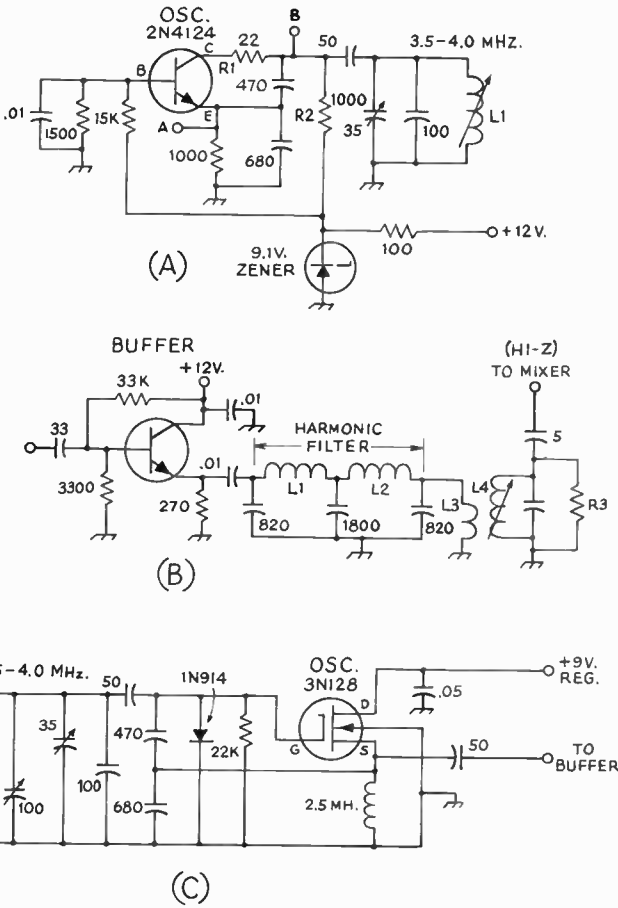 OSC.
2N4124
B
C
22
50
3.5-4.0 MHZ.
B
R1
470
.01
1500
15K
E
A
1000
680
R2
1000
35
100
L1
9.1V.
ZENER
100
+12V.
(A)
BUFFER
+12V.
33K
.01
(HI-Z)
TO MIXER
33
5
.01
HARMONIC
FILTER
L1
L2
L3
L4
R3
3300
270
820
1800
820
(B)
-4.0 MHz.
50
1N914
OSC.
3N128
D
+9V.
REG.
.05
35
470
22K
G
S
50
TO
BUFFER
100
100
680
2.5 MH.
(C)